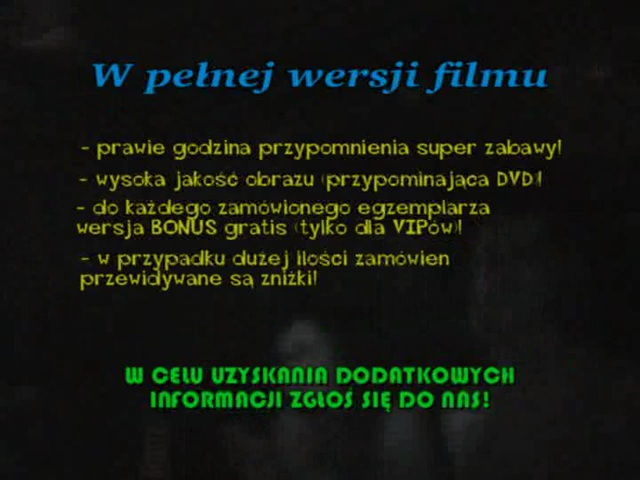 W pełnej wersji filmu
- prawie godzina przypomnienia super zabawy!
- wysoka jakość obrazu (przypominająca DVD)!
- do każdego zamówionego egzemplarza
wersja BONUS gratis (tylko dla VIPów)!
- w przypadku dużej ilości zamówien
przewidywane są zniżki!
W CELU UZYSKANIA DODATKOWYCH
INFORMACJI ZGŁOŚ SIĘ DO NAS!